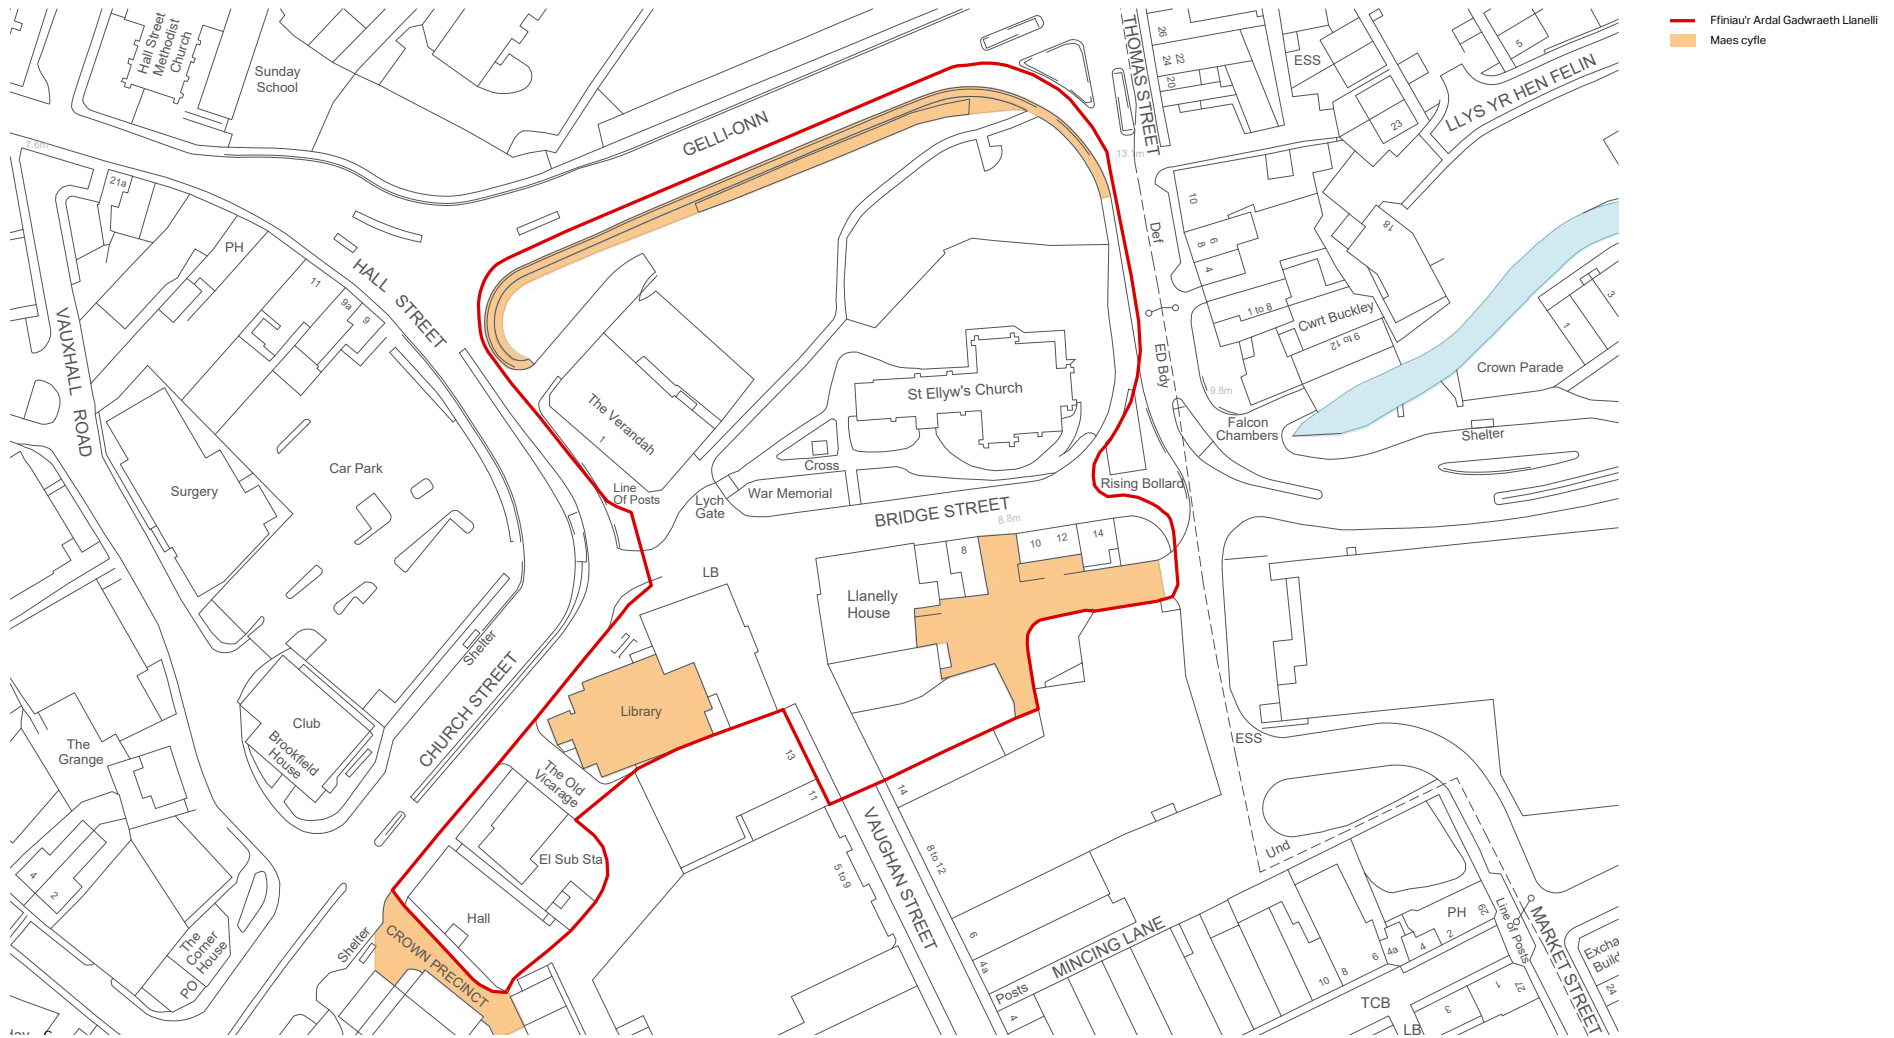 Ffiniau'r Ardal Gadwraeth Llanelli
Maes cyfle
Hall Street
Methodist
Church
Sunday
School
GELLI-ONN
THOMAS STREET
26
24
22
20
ESS
5
LLYS YR HEN FELIN
23
7.6m
21a
PH
11
9a
9
HALL STREET
VAUXHALL ROAD
13.1m
Def
10
8
6
4
18
1 to 8
Cwrt Buckley
9 to 12
3
1
Crown Parade
ED Bdy
9.8m
Falcon
Chambers
Shelter
The Verandah
1
St Ellyw's Church
Cross
War Memorial
Lych
Gate
Line
Of Posts
Rising Bollard
BRIDGE STREET
8.8m
Surgery
Car Park
8
10
12
14
LB
Llanelly
House
Shelter
CHURCH STREET
Library
Club
Brookfield
House
The
Grange
The Old
Vicarage
13
11
14
ESS
VAUGHAN STREET
5 to 9
8 to 12
Und
El Sub Sta
Hall
4
2
The
Corner
House
PO
Shelter
CROWN PRECINCT
6
4a
Posts
4
MINCING LANE
10
8
6
4a
4
2
PH
29
Line Of Posts
MARKET STREET
Excha
Build
24
TCB
LB
3
1
27